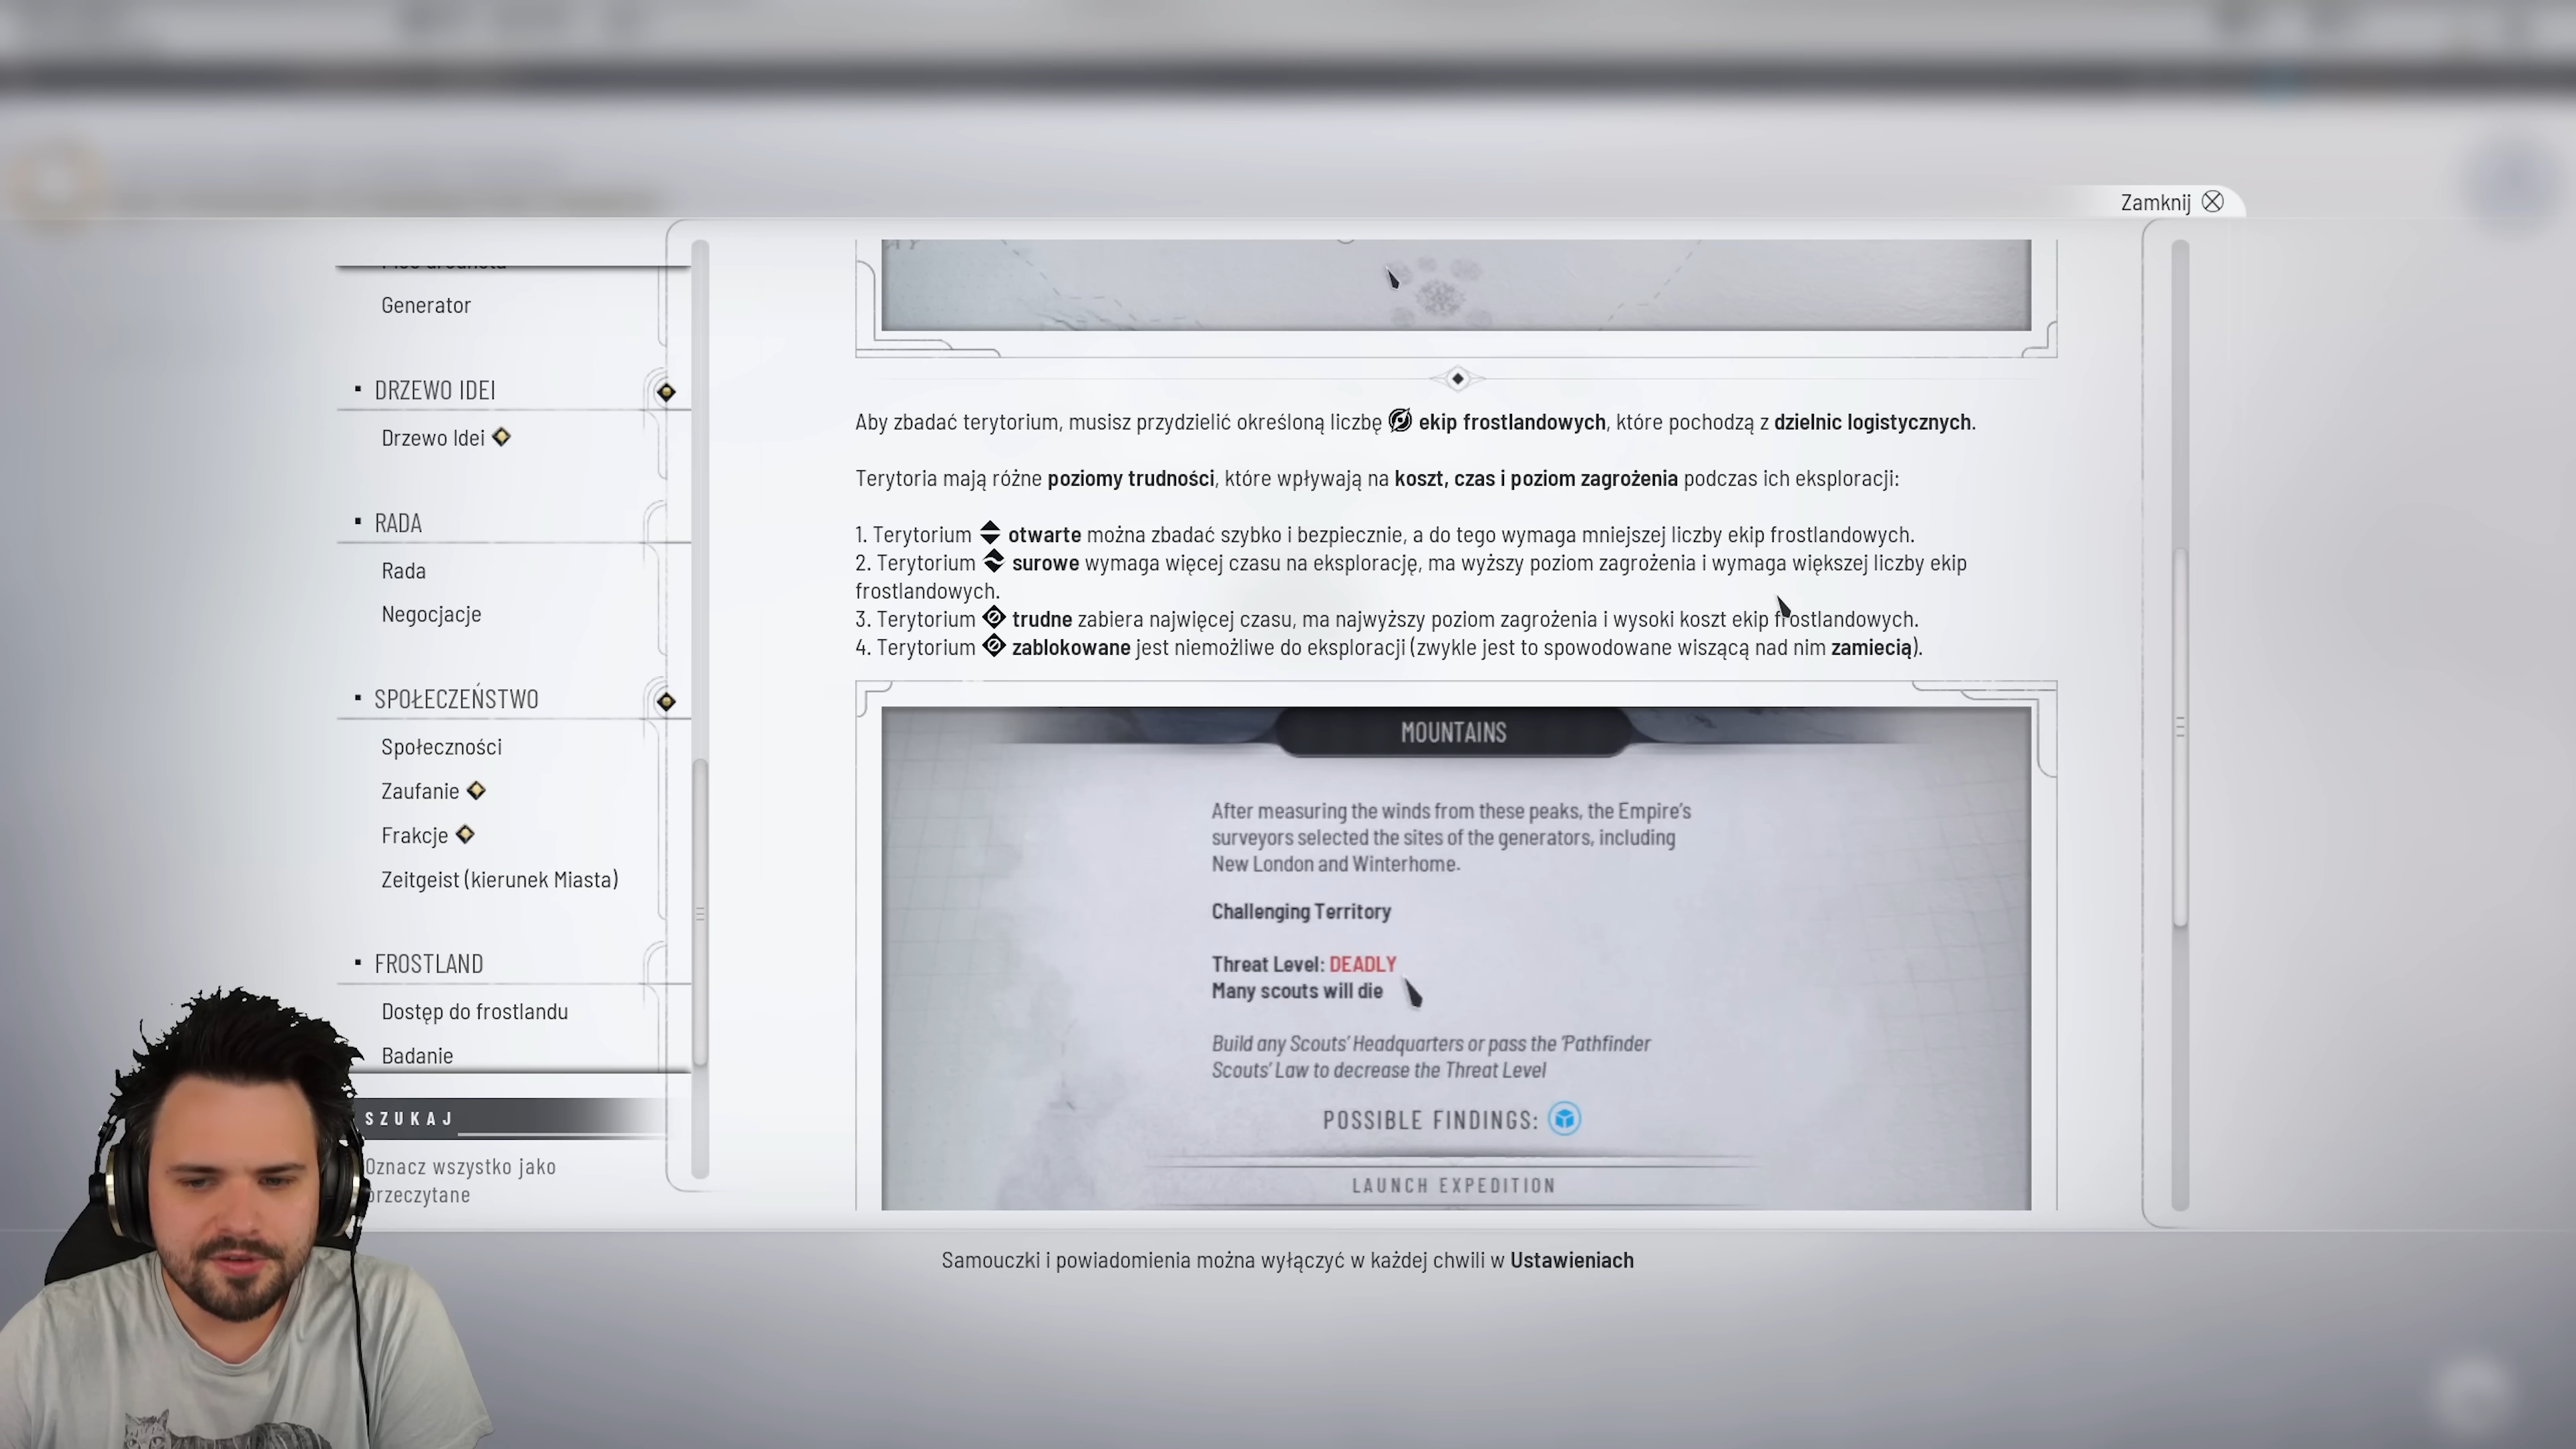 Zamknij
Generator
DRZEWO IDEI
Drzewo Idei
RADA
Rada
Negocjacje
SPOŁECZEŃSTWO
Społeczności
Zaufanie
Frakcje
Zeitgeist (kierunek Miasta)
FROSTLAND
Dostęp do frostlandu
Badanie
SZUKAJ
Oznacz wszystko jako
przeczytane
Aby zbadać terytorium, musisz przydzielić określoną liczbę ekip frostlandowych, które pochodzą z dzielnic logistycznych.
Terytoria mają różne poziomy trudności, które wpływają na koszt, czas i poziom zagrożenia podczas ich eksploracji:
1. Terytorium otwarte można zbadać szybko i bezpiecznie, a do tego wymaga mniejszej liczby ekip frostlandowych.
2. Terytorium surowe wymaga więcej czasu na eksplorację, ma wyższy poziom zagrożenia i wymaga większej liczby ekip
frostlandowych.
3. Terytorium trudne zabiera najwięcej czasu, ma najwyższy poziom zagrożenia i wysoki koszt ekip frostlandowych.
4. Terytorium zablokowane jest niemożliwe do eksploracji (zwykle jest to spowodowane wiszącą nad nim zamiecią).
MOUNTAINS
After measuring the winds from these peaks, the Empire's
surveyors selected the sites of the generators, including
New London and Winterhome.
Challenging Territory
Threat Level: DEADLY
Many scouts will die
Build any Scouts' Headquarters or pass the 'Pathfinder
Scouts' Law to decrease the Threat Level
POSSIBLE FINDINGS:
LAUNCH EXPEDITION
Samouczki i powiadomienia można wyłączyć w każdej chwili w Ustawieniach